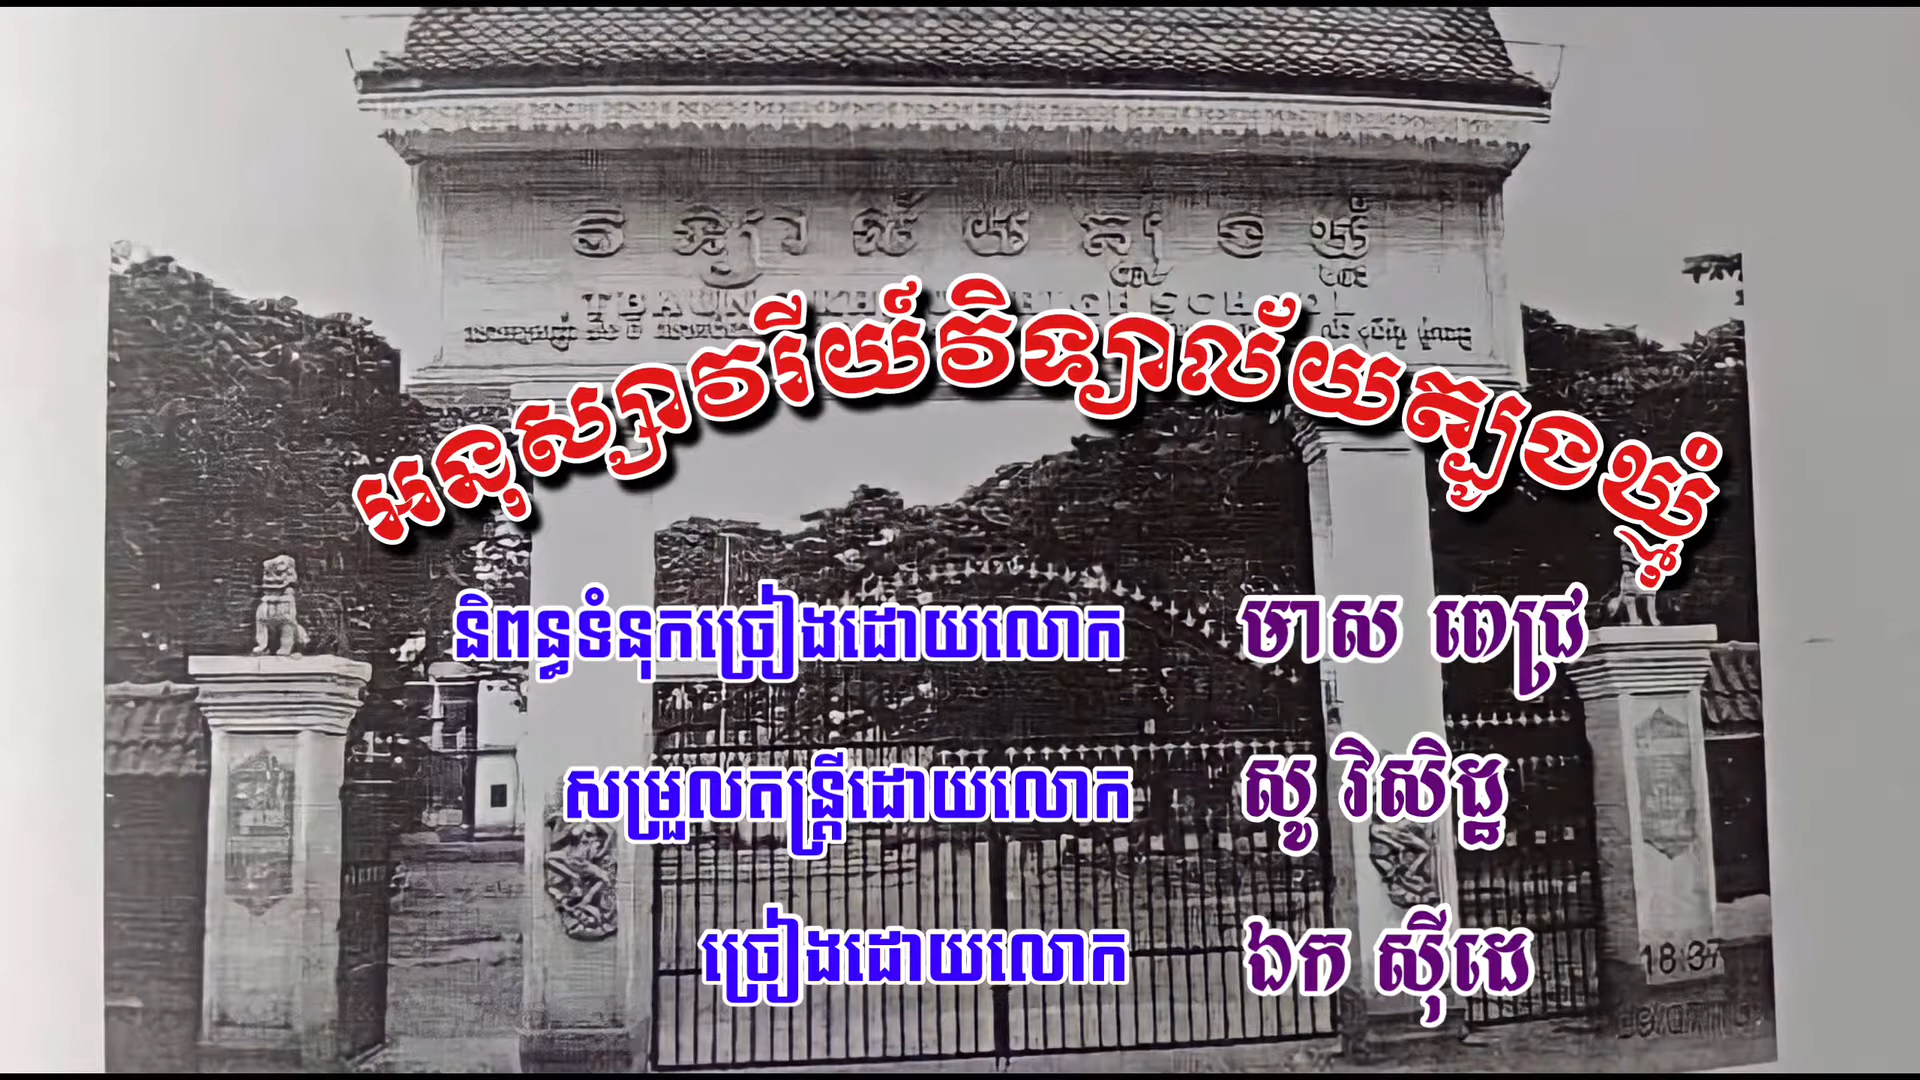 វិទ្យាល័យត្បូងឃ្មុំ
TBAUNG KHMUM HIGH SCHOOL
អនុស្សាវរីយ៍វិទ្យាល័យត្បូងឃ្មុំ
និពន្ធទំនុកច្រៀងដោយលោក មាស ពេជ្រ
សម្រួលតន្ត្រីដោយលោក សូ វិសិដ្ឋ
ច្រៀងដោយលោក ឯក ស៊ីដេ
18:37